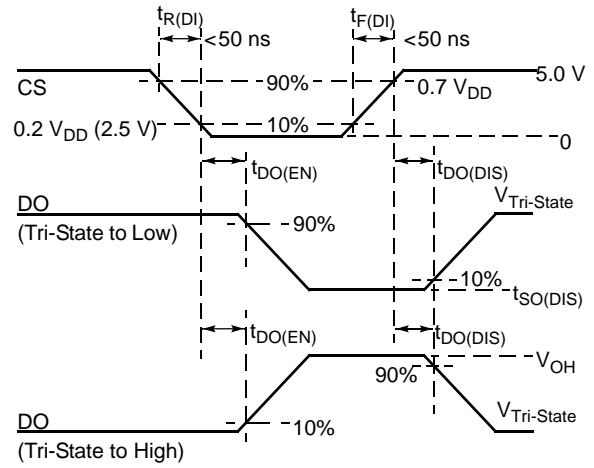 tR(DI)
<50 ns
tF(DI)
<50 ns
CS
90%
0.7 VDD
5.0 V
0.2 VDD (2.5 V)
10%
0
tDO(EN)
tDO(DIS)
DO
(Tri-State to Low)
90%
VTri-State
10%
tSO(DIS)
tDO(EN)
tDO(DIS)
VOH
90%
DO
(Tri-State to High)
10%
VTri-State